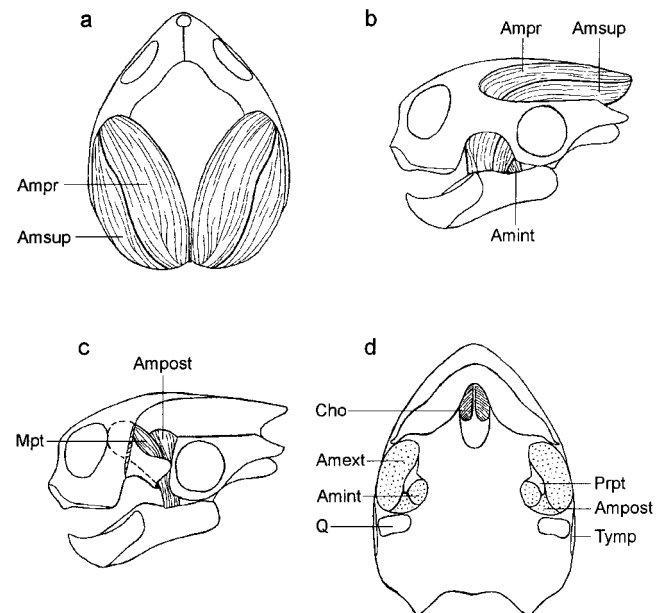 a
Ampr
Amsup
b
Ampr
Amsup
Amint
c
Ampost
Mpt
d
Cho
Amext
Amint
Q
Prpt
Ampost
Tymp